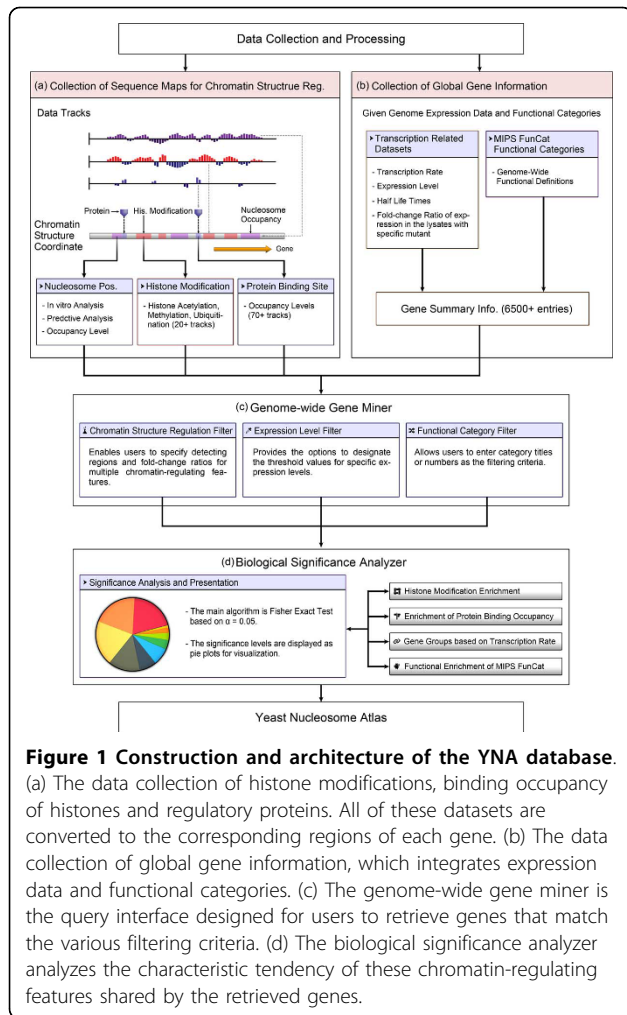 Data Collection and Processing
(a) Collection of Sequence Maps for Chromatin Structrue Reg.
Data Tracks
Protein
His. Modification
Nucleosome
Occupancy
Chromatin
Structure
Coordinate
Gene
Nucleosome Pos.
- In vitro Analysis
- Predctive Analysis
- Occupancy Level
Histone Modification
- Histone Acetylation,
Methylation, Ubiquiti-
nation (20+ tracks)
Protein Binding Site
- Occupancy Levels
(70+ tracks)
(b) Collection of Global Gene Information
Given Genome Expression Data and Functional Categories
Transcription Related
Datasets
- Transcription Rate
- Expression Level
- Half Life Times
- Fold-change Ratio of exp-
ression in the lysates with
specific mutant
MIPS FunCat
Functional Categories
- Genome-Wide
Functional Definitions
Gene Summary Info. (6500+ entries)
(c) Genome-wide Gene Miner
Chromatin Structure Regulation Filter
Enables users to specify detecting
regions and fold-change ratios for
multiple chromatin-regulating fea-
tures.
Expression Level Filter
Provides the options to designate
the threshold values for specific ex-
pression levels.
Functional Category Filter
Allows users to enter category titles
or numbers as the filtering criteria.
(d) Biological Significance Analyzer
Significance Analysis and Presentation
- The main algorithm is Fisher Exact Test
based on α = 0.05.
- The significance levels are displayed as
pie plots for visualization.
Histone Modification Enrichment
Enrichment of Protein Binding Occupancy
Gene Groups based on Transcription Rate
Functional Enrichment of MIPS FunCat
Yeast Nucleosome Atlas
Figure 1 Construction and architecture of the YNA database.
(a) The data collection of histone modifications, binding occupancy
of histones and regulatory proteins. All of these datasets are
converted to the corresponding regions of each gene. (b) The data
collection of global gene information, which integrates expression
data and functional categories. (c) The genome-wide gene miner is
the query interface designed for users to retrieve genes that match
the various filtering criteria. (d) The biological significance analyzer
analyzes the characteristic tendency of these chromatin-regulating
features shared by the retrieved genes.